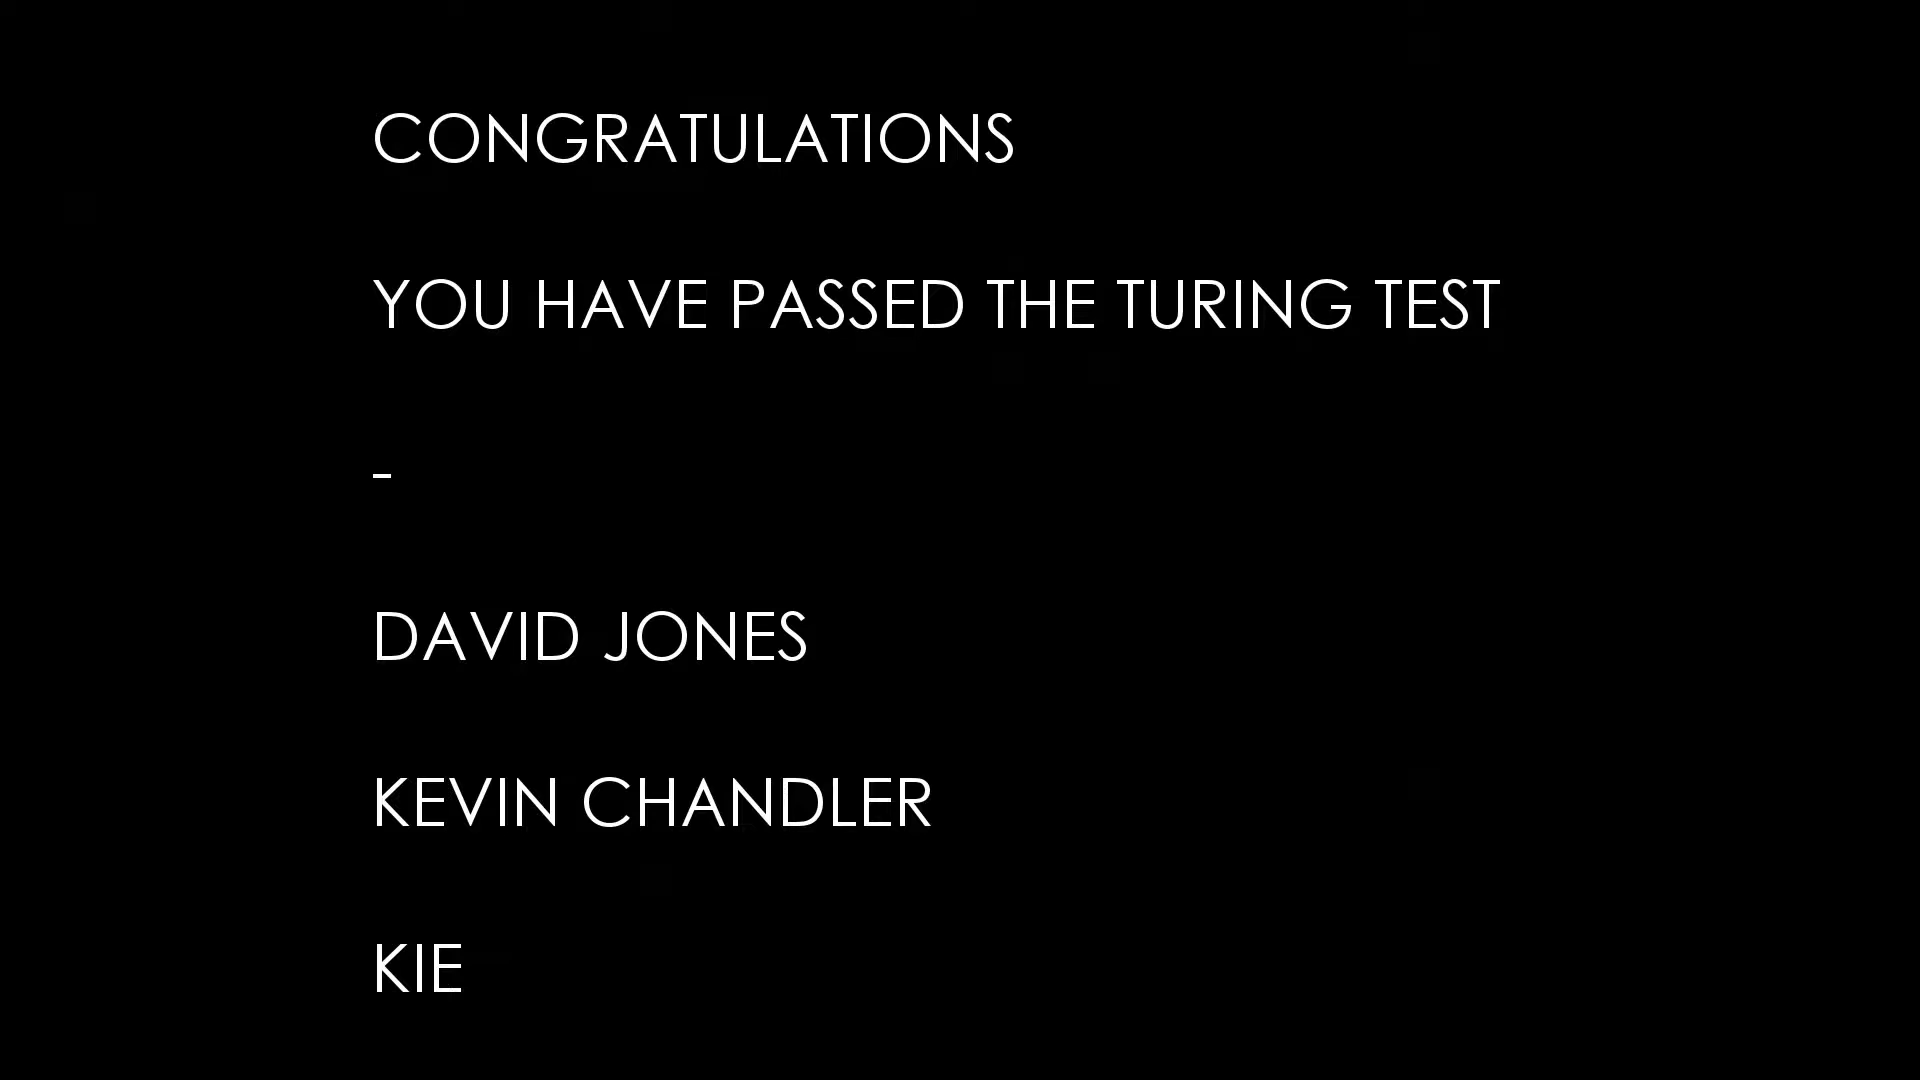 CONGRATULATIONS
YOU HAVE PASSED THE TURING TEST
-
DAVID JONES
KEVIN CHANDLER
KIE